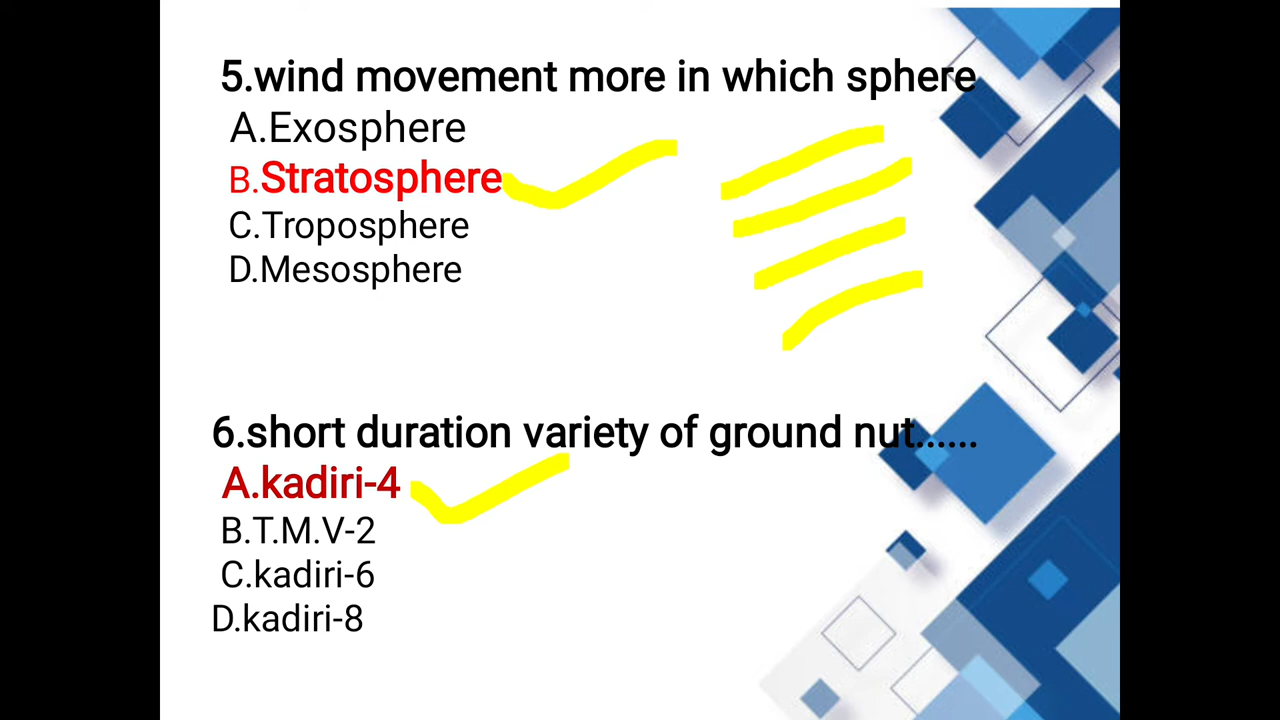 5.wind movement more in which sphere
A.Exosphere
B.Stratosphere
C.Troposphere
D.Mesosphere
6.short duration variety of ground nut......
A.kadiri-4
B.T.M.V-2
C.kadiri-6
D.kadiri-8